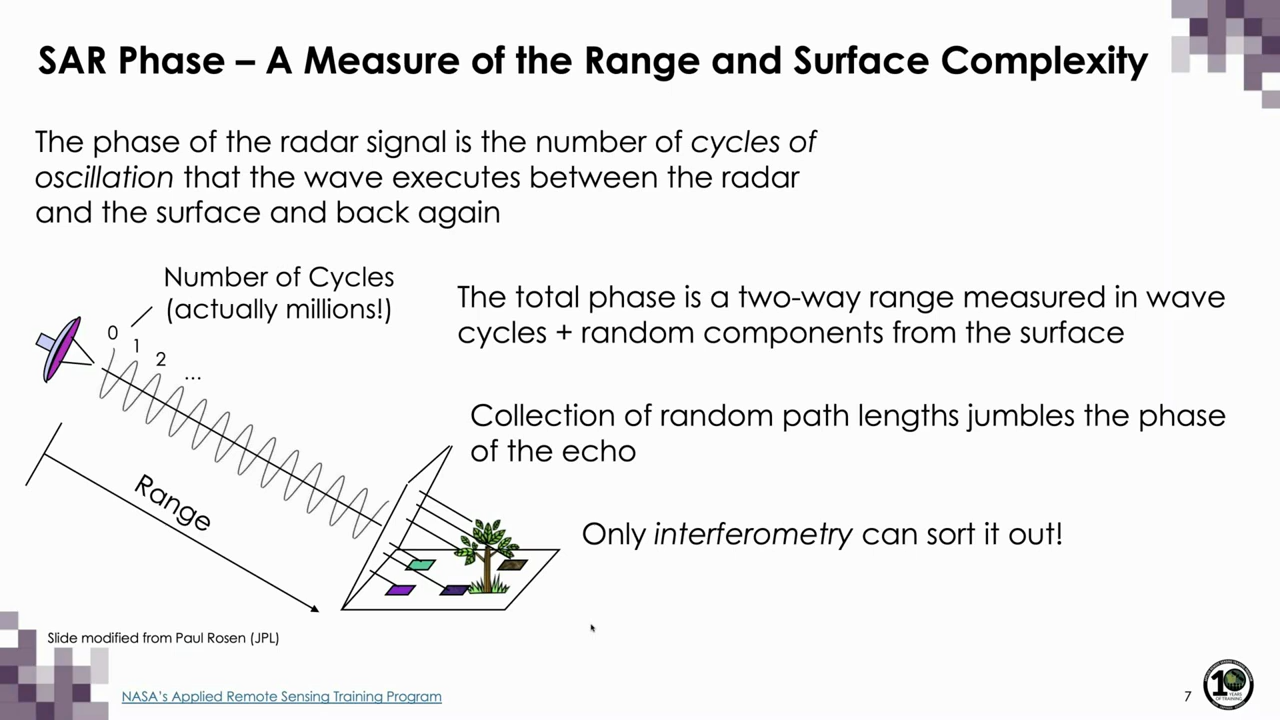 SAR Phase – A Measure of the Range and Surface Complexity
The phase of the radar signal is the number of cycles of
oscillation that the wave executes between the radar
and the surface and back again
Number of Cycles
(actually millions!)
0
1
2
...
The total phase is a two-way range measured in wave
cycles + random components from the surface
Collection of random path lengths jumbles the phase
of the echo
Range
Only interferometry can sort it out!
Slide modified from Paul Rosen (JPL)
NASA's Applied Remote Sensing Training Program
7
10
YEARS
OF TRAINING